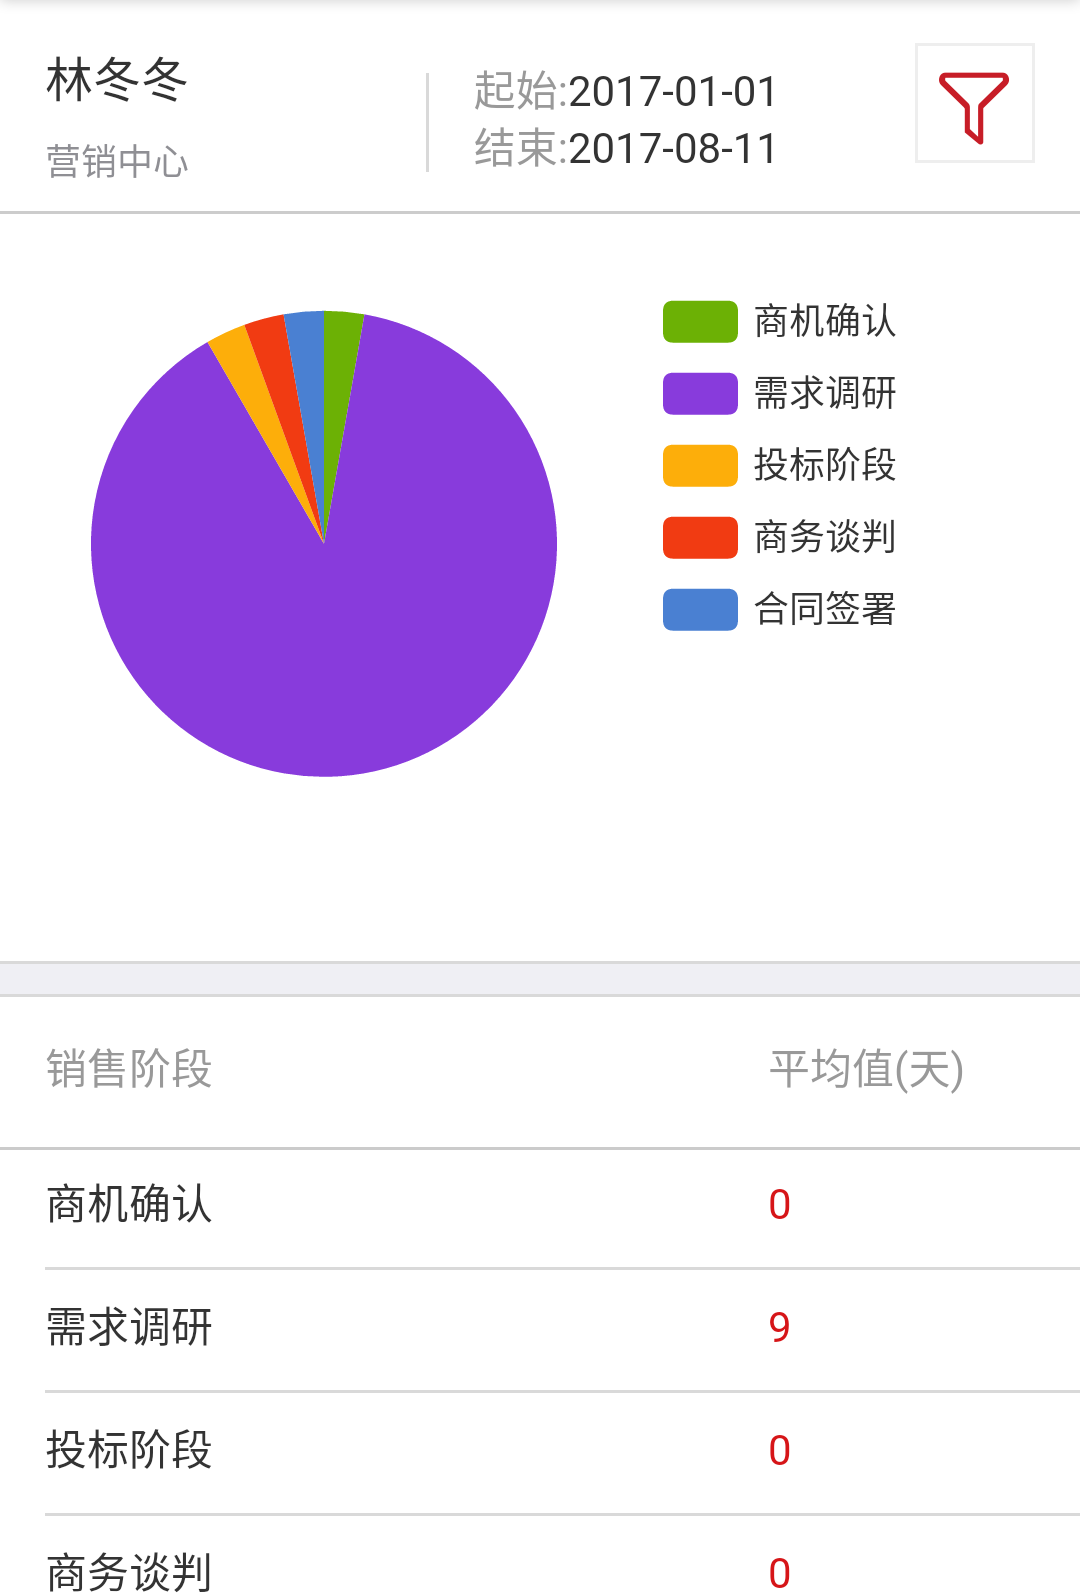 林冬冬
营销中心
起始:2017-01-01
结束:2017-08-11
商机确认
需求调研
投标阶段
商务谈判
合同签署
销售阶段 平均值(天)
商机确认 0
需求调研 9
投标阶段 0
商务谈判 0